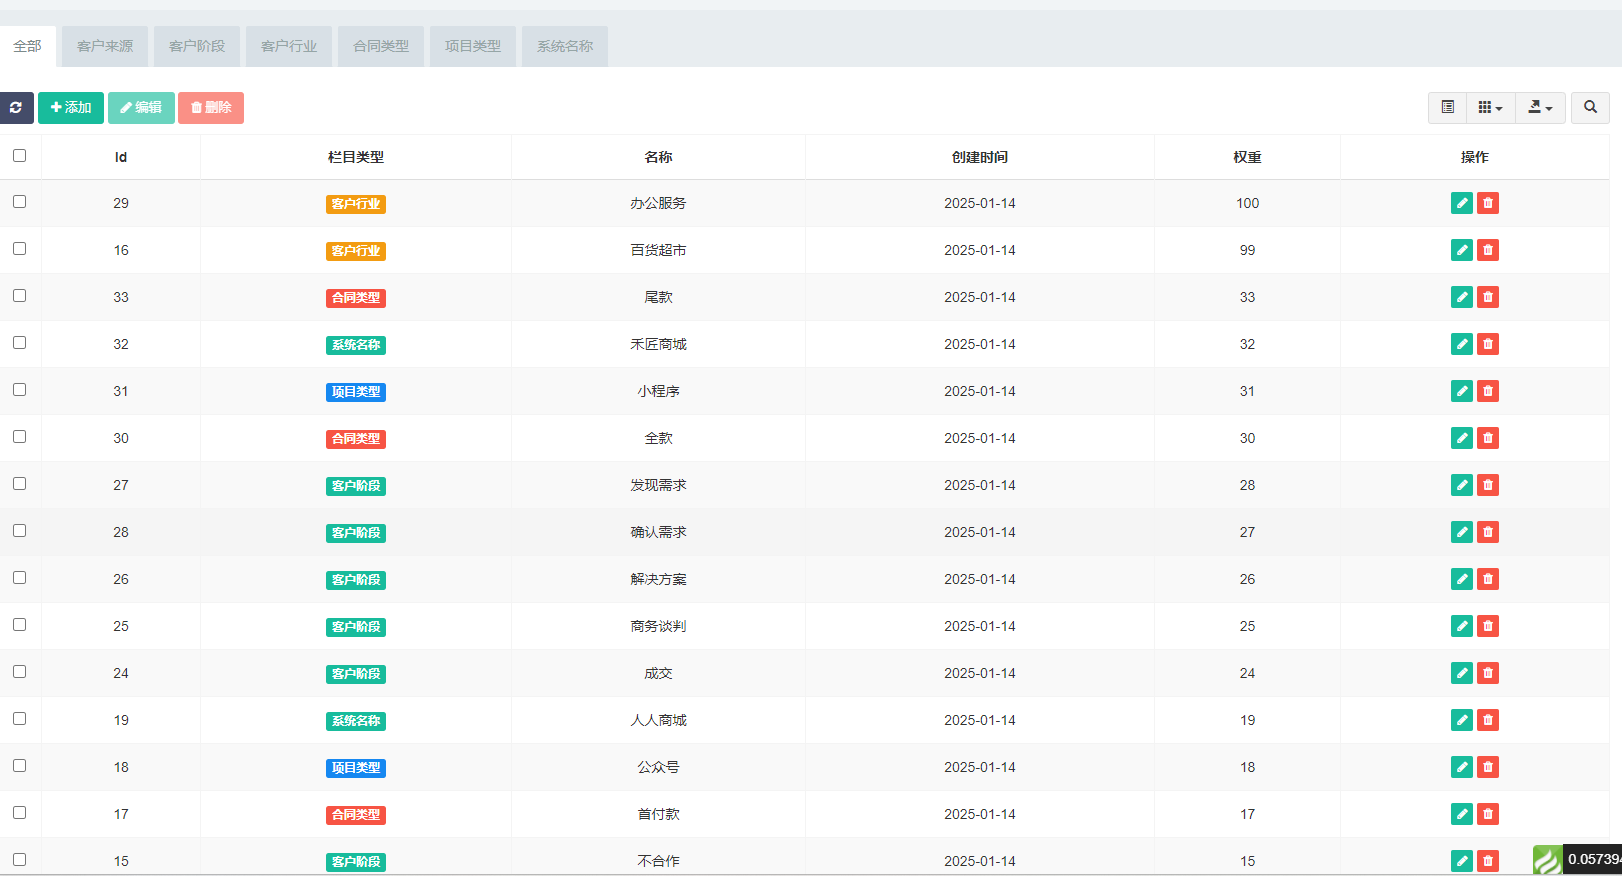 全部 客户来源 客户阶段 客户行业 合同类型 项目类型 系统名称
添加 编辑 删除
Id 栏目类型 名称 创建时间 权重 操作
29 客户行业 办公服务 2025-01-14 100
16 客户行业 百货超市 2025-01-14 99
33 合同类型 尾款 2025-01-14 33
32 系统名称 禾匠商城 2025-01-14 32
31 项目类型 小程序 2025-01-14 31
30 合同类型 全款 2025-01-14 30
27 客户阶段 发现需求 2025-01-14 28
28 客户阶段 确认需求 2025-01-14 27
26 客户阶段 解决方案 2025-01-14 26
25 客户阶段 商务谈判 2025-01-14 25
24 客户阶段 成交 2025-01-14 24
19 系统名称 人人商城 2025-01-14 19
18 项目类型 公众号 2025-01-14 18
17 合同类型 首付款 2025-01-14 17
15 客户阶段 不合作 2025-01-14 15
0.05739